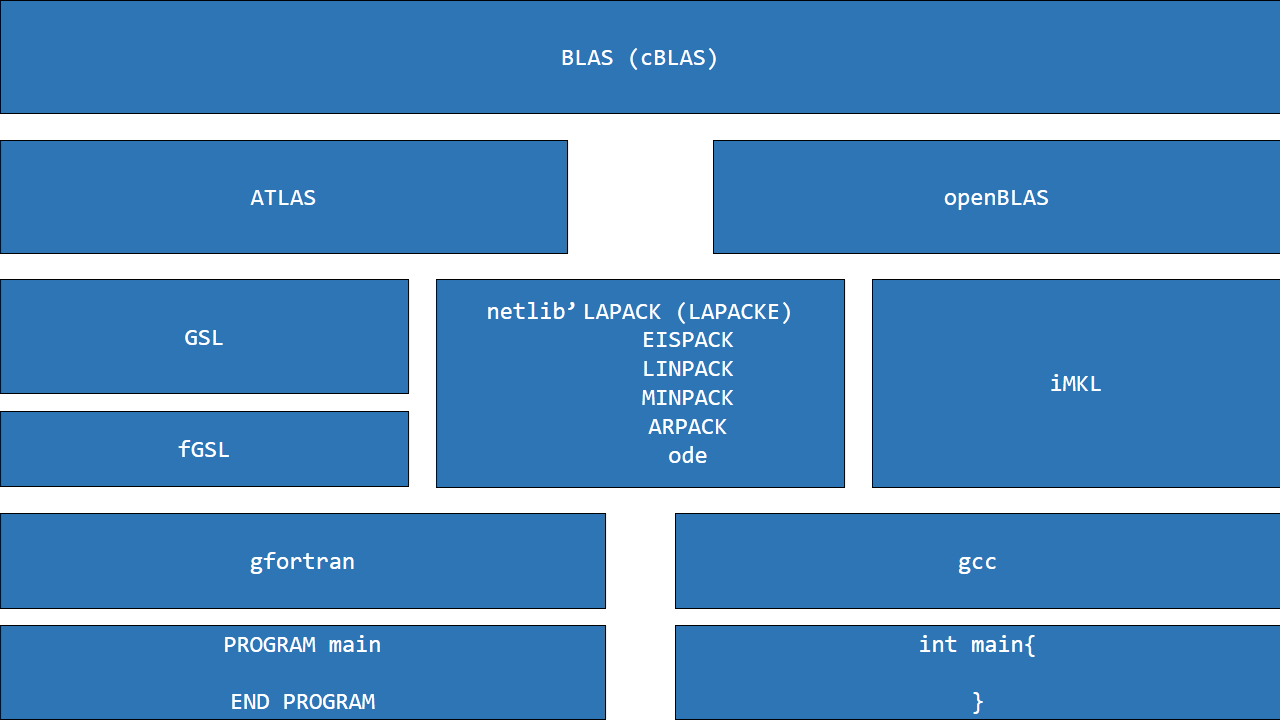 BLAS (cBLAS)
ATLAS
openBLAS
GSL
fGSL
netlib’ LAPACK (LAPACKE)
EISPACK
LINPACK
MINPACK
ARPACK
ode
iMKL
gfortran
gcc
PROGRAM main
END PROGRAM
int main{
}